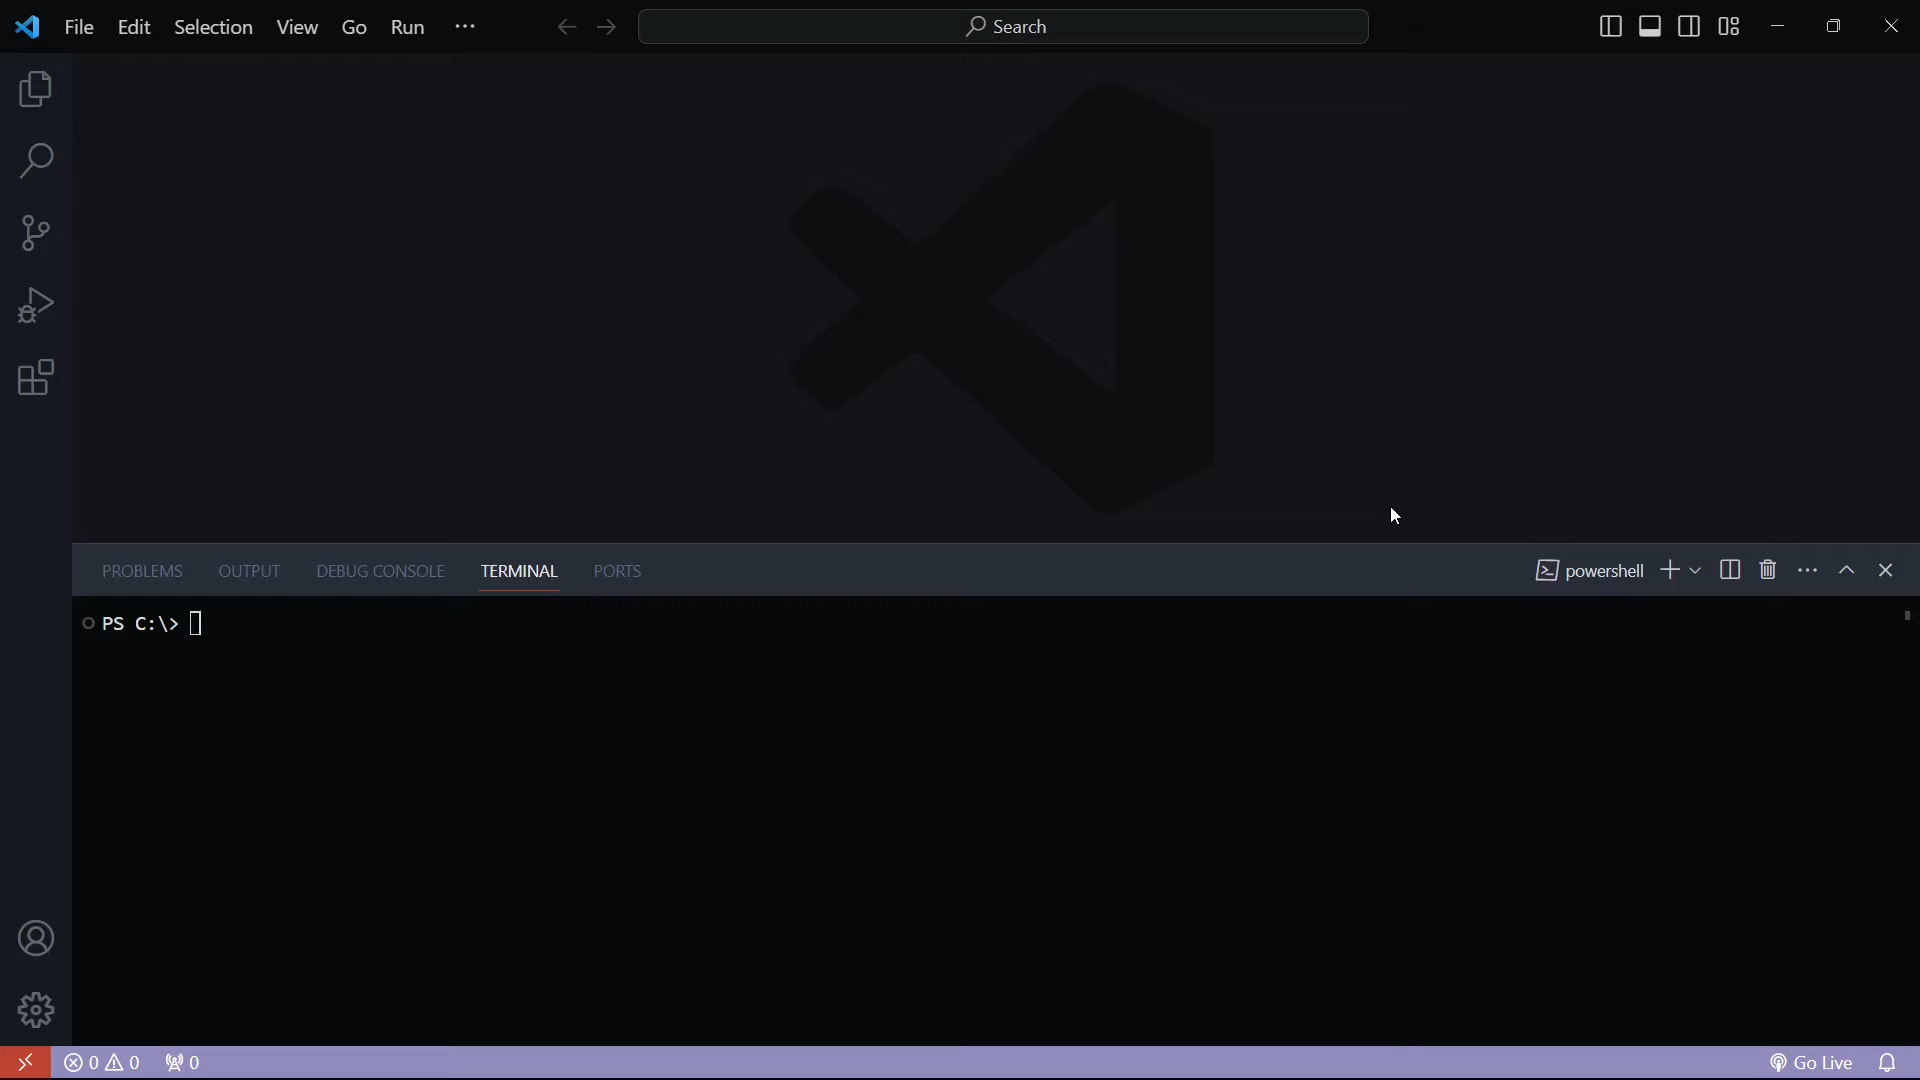 File Edit Selection View Go Run ···
Search
PROBLEMS OUTPUT DEBUG CONSOLE TERMINAL PORTS
powershell
PS C:\>
0 0 0
Go Live